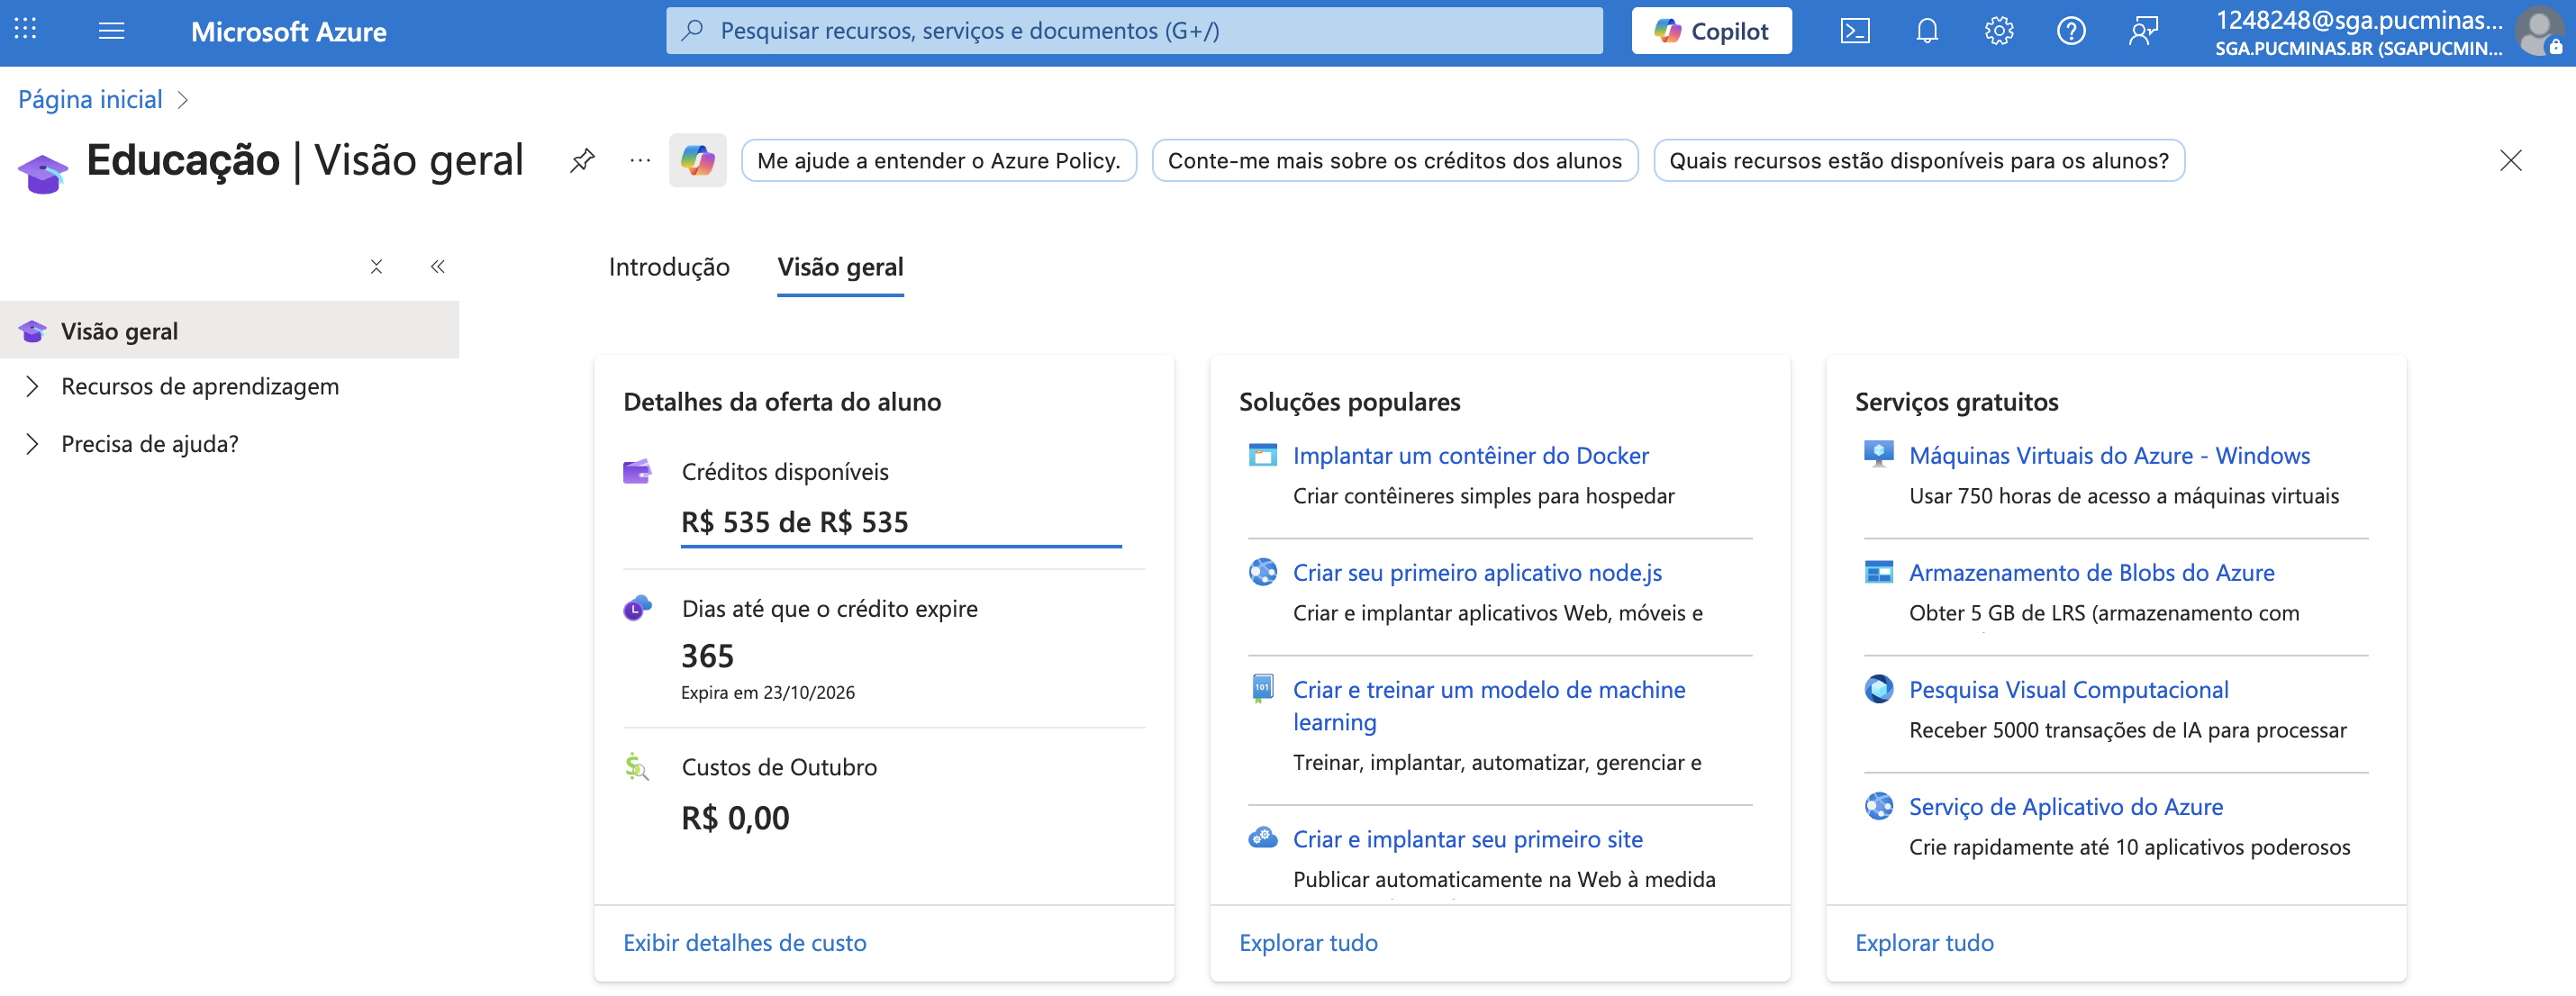 Microsoft Azure
Pesquisar recursos, serviços e documentos (G+/)
Copilot
1248248@sga.pucminas...
SGA.PUCMINAS.BR (SGAPUCMIN...
Página inicial
Educação | Visão geral
Me ajude a entender o Azure Policy.
Conte-me mais sobre os créditos dos alunos
Quais recursos estão disponíveis para os alunos?
Visão geral
Recursos de aprendizagem
Precisa de ajuda?
Introdução
Visão geral
Detalhes da oferta do aluno
Créditos disponíveis
R$ 535 de R$ 535
Dias até que o crédito expire
365
Expira em 23/10/2026
Custos de Outubro
R$ 0,00
Exibir detalhes de custo
Soluções populares
Implantar um contêiner do Docker
Criar contêineres simples para hospedar
Criar seu primeiro aplicativo node.js
Criar e implantar aplicativos Web, móveis e
101
Criar e treinar um modelo de machine
learning
Treinar, implantar, automatizar, gerenciar e
Criar e implantar seu primeiro site
Publicar automaticamente na Web à medida
Explorar tudo
Serviços gratuitos
Máquinas Virtuais do Azure - Windows
Usar 750 horas de acesso a máquinas virtuais
Armazenamento de Blobs do Azure
Obter 5 GB de LRS (armazenamento com
Pesquisa Visual Computacional
Receber 5000 transações de IA para processar
Serviço de Aplicativo do Azure
Crie rapidamente até 10 aplicativos poderosos
Explorar tudo